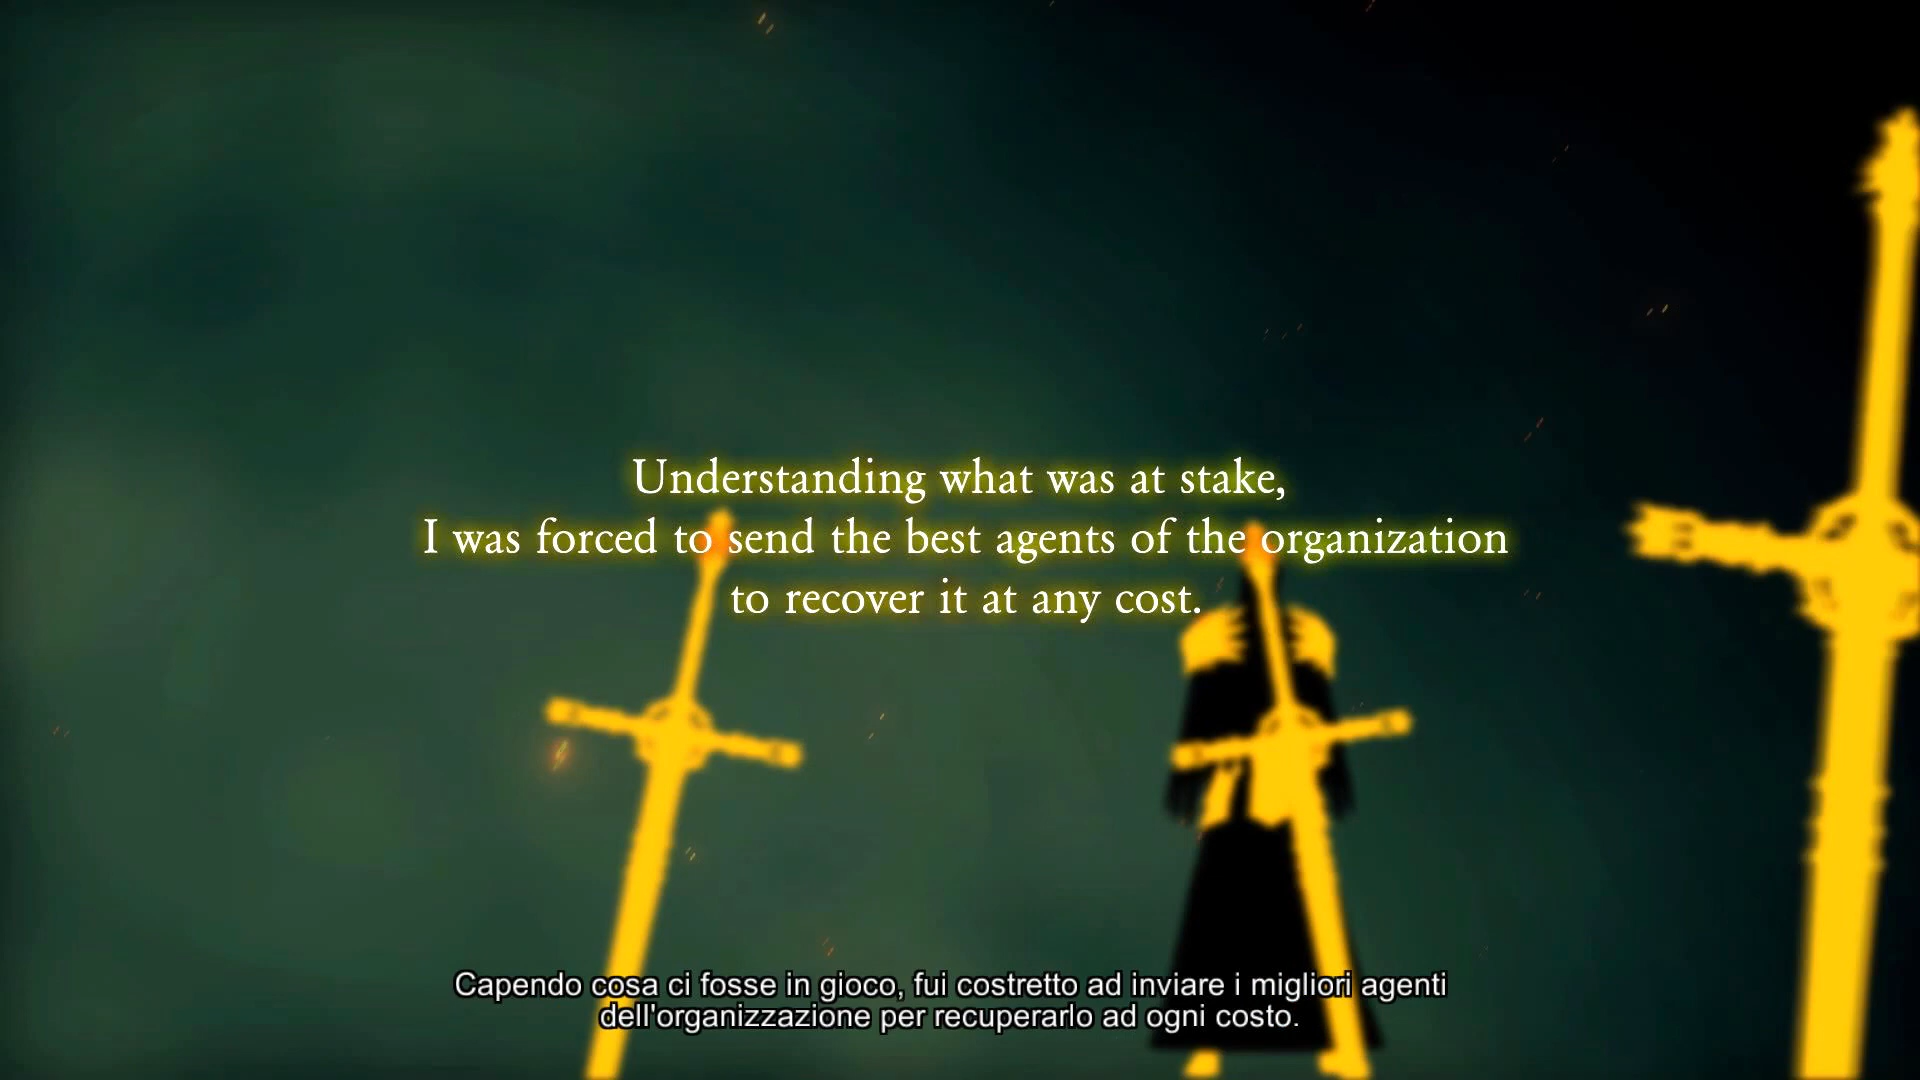 Understanding what was at stake,
I was forced to send the best agents of the organization
to recover it at any cost.
Capendo cosa ci fosse in gioco, fui costretto ad inviare i migliori agenti
dell'organizzazione per recuperarlo ad ogni costo.